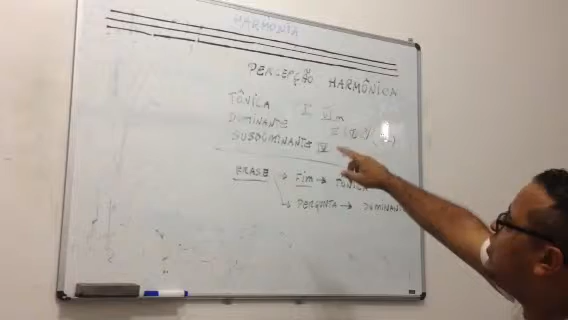 HARMONIA
PERCEPÇÃO HARMÔNICA
TÔNICA I VIm
DOMINANTE
SUBDOMINANTE IV
FRASE → FIM → TÔNICA
↳ PERGUNTA → DOMINANTE